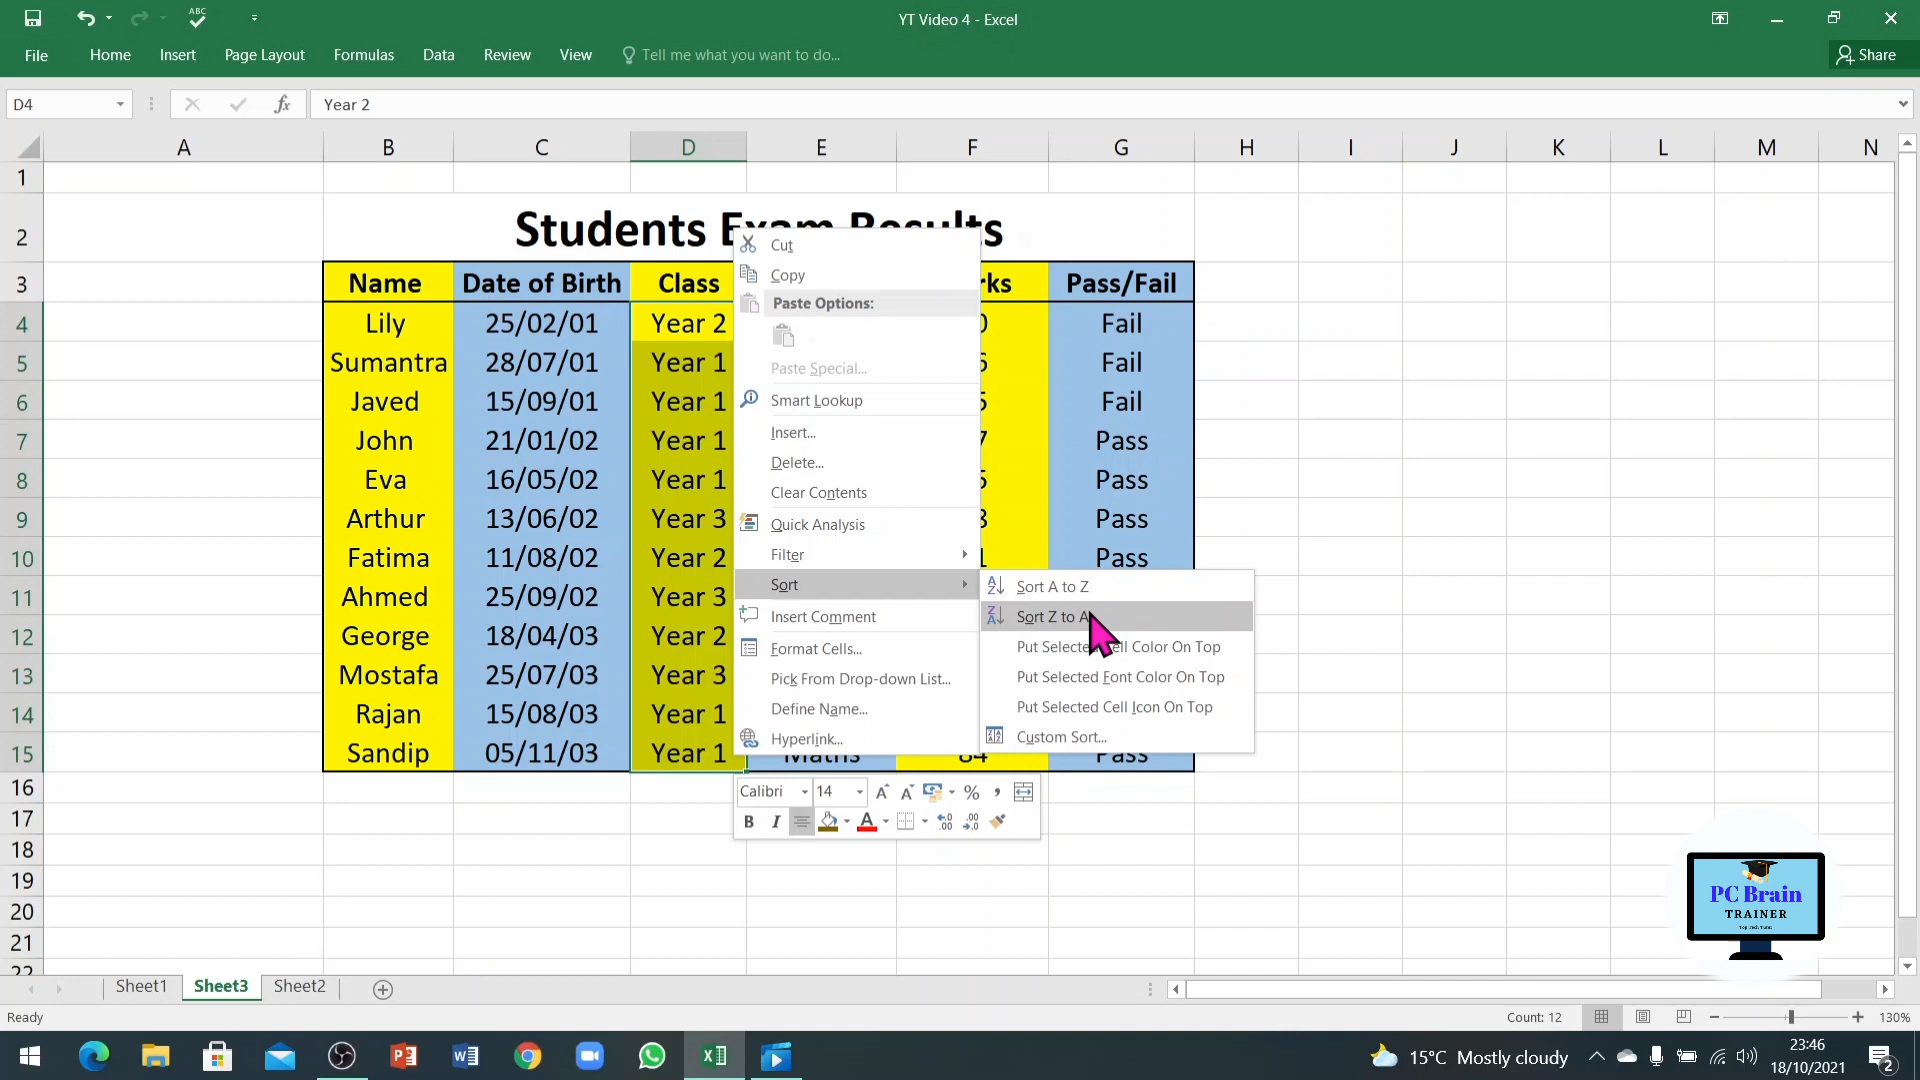 ABC
YT Video 4 - Excel
File Home Insert Page Layout Formulas Data Review View Tell me what you want to do... Share
D4 fx Year 2
A B C D E F G H I J K L M N
1
2 Students Exam Results
3 Name Date of Birth Class rks Pass/Fail
4 Lily 25/02/01 Year 2 Fail
5 Sumantra 28/07/01 Year 1 Fail
6 Javed 15/09/01 Year 1 Fail
7 John 21/01/02 Year 1 Pass
8 Eva 16/05/02 Year 1 Pass
9 Arthur 13/06/02 Year 3 Pass
10 Fatima 11/08/02 Year 2 Pass
11 Ahmed 25/09/02 Year 3
12 George 18/04/03 Year 2
13 Mostafa 25/07/03 Year 3
14 Rajan 15/08/03 Year 1
15 Sandip 05/11/03 Year 1 Maths 84 Pass
16
17
18
19
20
21
22
Cut
Copy
Paste Options:
Paste Special...
Smart Lookup
Insert...
Delete...
Clear Contents
Quick Analysis
Filter
Sort
Insert Comment
Format Cells...
Pick From Drop-down List...
Define Name...
Hyperlink...
Sort A to Z
Sort Z to A
Put Selected Cell Color On Top
Put Selected Font Color On Top
Put Selected Cell Icon On Top
Custom Sort...
Calibri 14 A A % ,
B I A .00 .00
PC Brain
TRAINER
Sheet1 Sheet3 Sheet2
Ready Count: 12 130%
15°C Mostly cloudy
23:46
18/10/2021
2